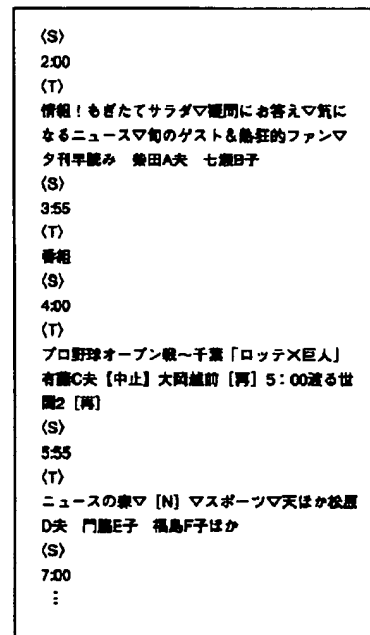 〈S〉
2:00
〈T〉
情報！もぎたてサラダ▽疑問にお答え▽気に
なるニュース▽旬のゲスト＆熱狂的ファン▽
夕刊早読み　柴田A夫　七瀬B子
〈S〉
3:55
〈T〉
番組
〈S〉
4:00
〈T〉
プロ野球オープン戦～千葉「ロッテ×巨人」
有藤C夫【中止】大岡越前［再］5：00渡る世
間2［再］
〈S〉
5:55
〈T〉
ニュースの森▽［N］▽スポーツ▽天ほか松原
D夫　門脇E子　福島F子ほか
〈S〉
7:00
⋮